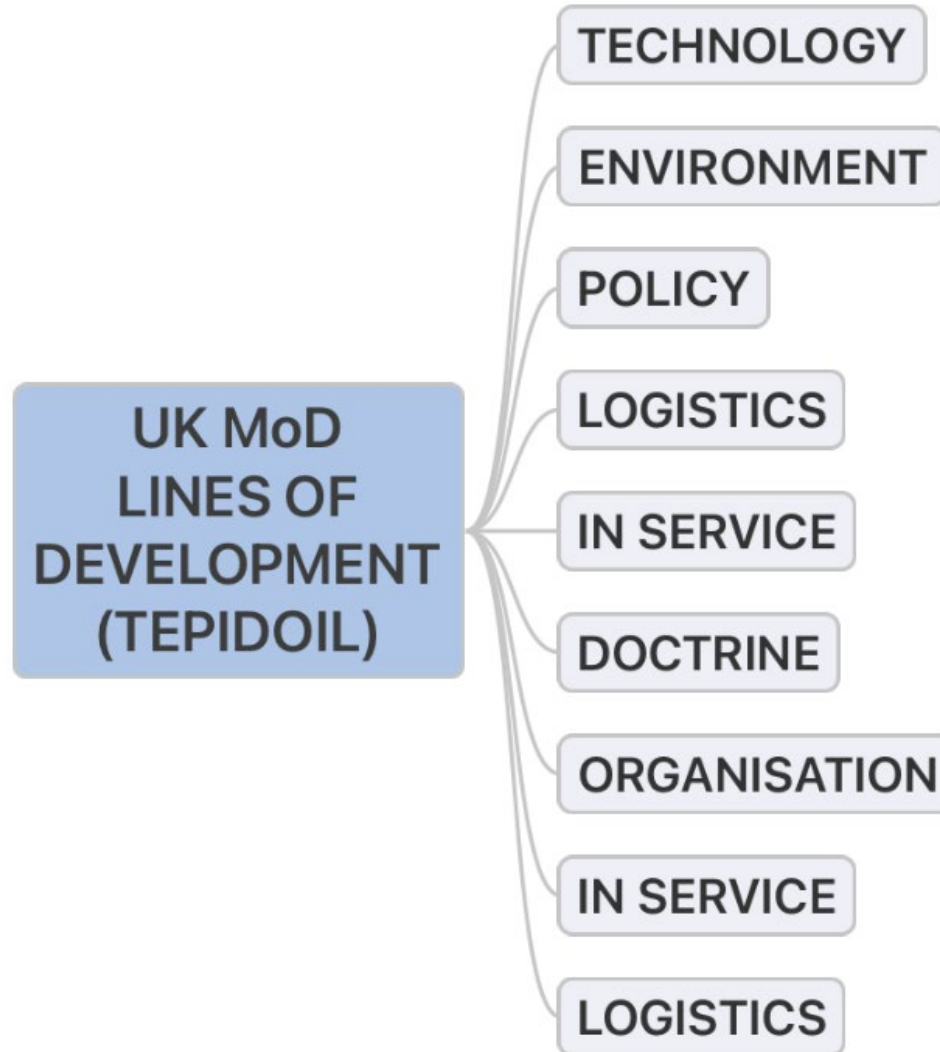 UK MoD
LINES OF
DEVELOPMENT
(TEPIDOIL)
TECHNOLOGY
ENVIRONMENT
POLICY
LOGISTICS
IN SERVICE
DOCTRINE
ORGANISATION
IN SERVICE
LOGISTICS